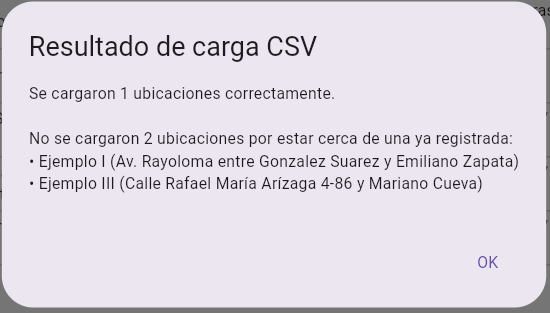 Resultado de carga CSV
Se cargaron 1 ubicaciones correctamente.
No se cargaron 2 ubicaciones por estar cerca de una ya registrada:
• Ejemplo I (Av. Rayoloma entre Gonzalez Suarez y Emiliano Zapata)
• Ejemplo III (Calle Rafael María Arízaga 4-86 y Mariano Cueva)
OK